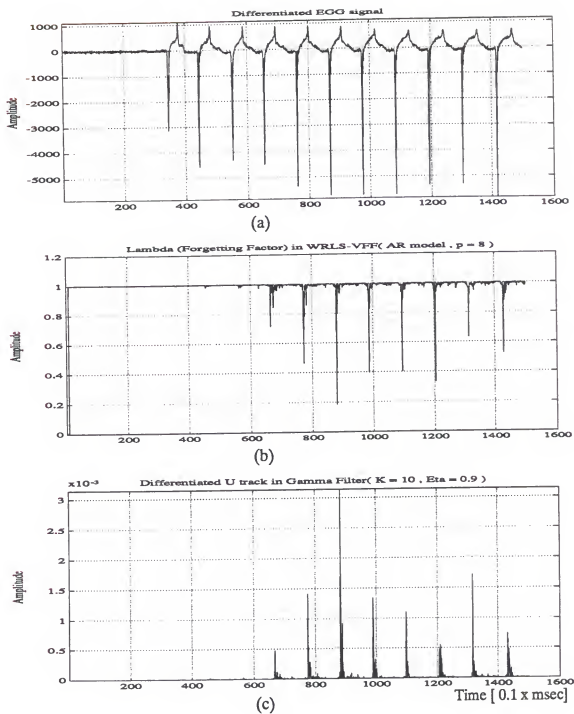 Differentiated EGG signal
1000
0
-1000
-2000
-3000
-4000
-5000
Amplitude
200 400 600 800 1000 1200 1400 1600
(a)
Lambda (Forgetting Factor) in WRLS-VFF( AR model , p = 8 )
1.2
1
0.8
0.6
0.4
0.2
0
Amplitude
0 200 400 600 800 1000 1200 1400 1600
(b)
x10⁻³ Differentiated U track in Gamma Filter( K = 10 , Eta = 0.9 )
3
2.5
2
1.5
1
0.5
0
Amplitude
0 200 400 600 800 1000 1200 1400 1600
Time [ 0.1 x msec]
(c)